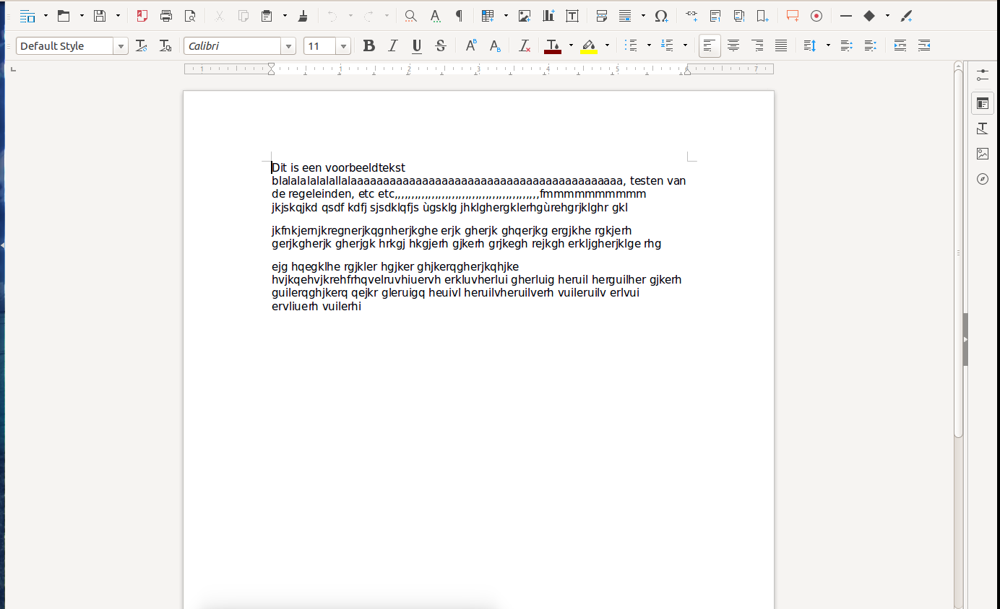 Default Style
Calibri
11
1 1 2 3 4 5 6 7
Dit is een voorbeeldtekst
blalalalalalallalaaaaaaaaaaaaaaaaaaaaaaaaaaaaaaaaaaaaaaaaaa, testen van
de regeleinden, etc etc,,,,,,,,,,,,,,,,,,,,,,,,,,,,,,,,,,,,,,,,,,,fmmmmmmmmmm
jkjskqjkd qsdf kdfj sjsdklqfjs ùgsklg jhklghergklerhgùrehgrjklghr gkl
jkfnkjernjkregnerjkqgnherjkghe erjk gherjk ghqerjkg ergjkhe rgkjerh
gerjkgherjk gherjgk hrkgj hkgjerh gjkerh grjkegh rejkgh erkljgherjklge rhg
ejg hqegklhe rgjkler hgjker ghjkerqgherjkqhjke
hvjkqehvjkrehfrhqvelruvhiuervh erkluvherlui gherluig heruil herguilher gjkerh
guilerqghjkerq qejkr gleruigq heuivl heruilvheruilverh vuileruilv erlvui
ervliuerh vuilerhi